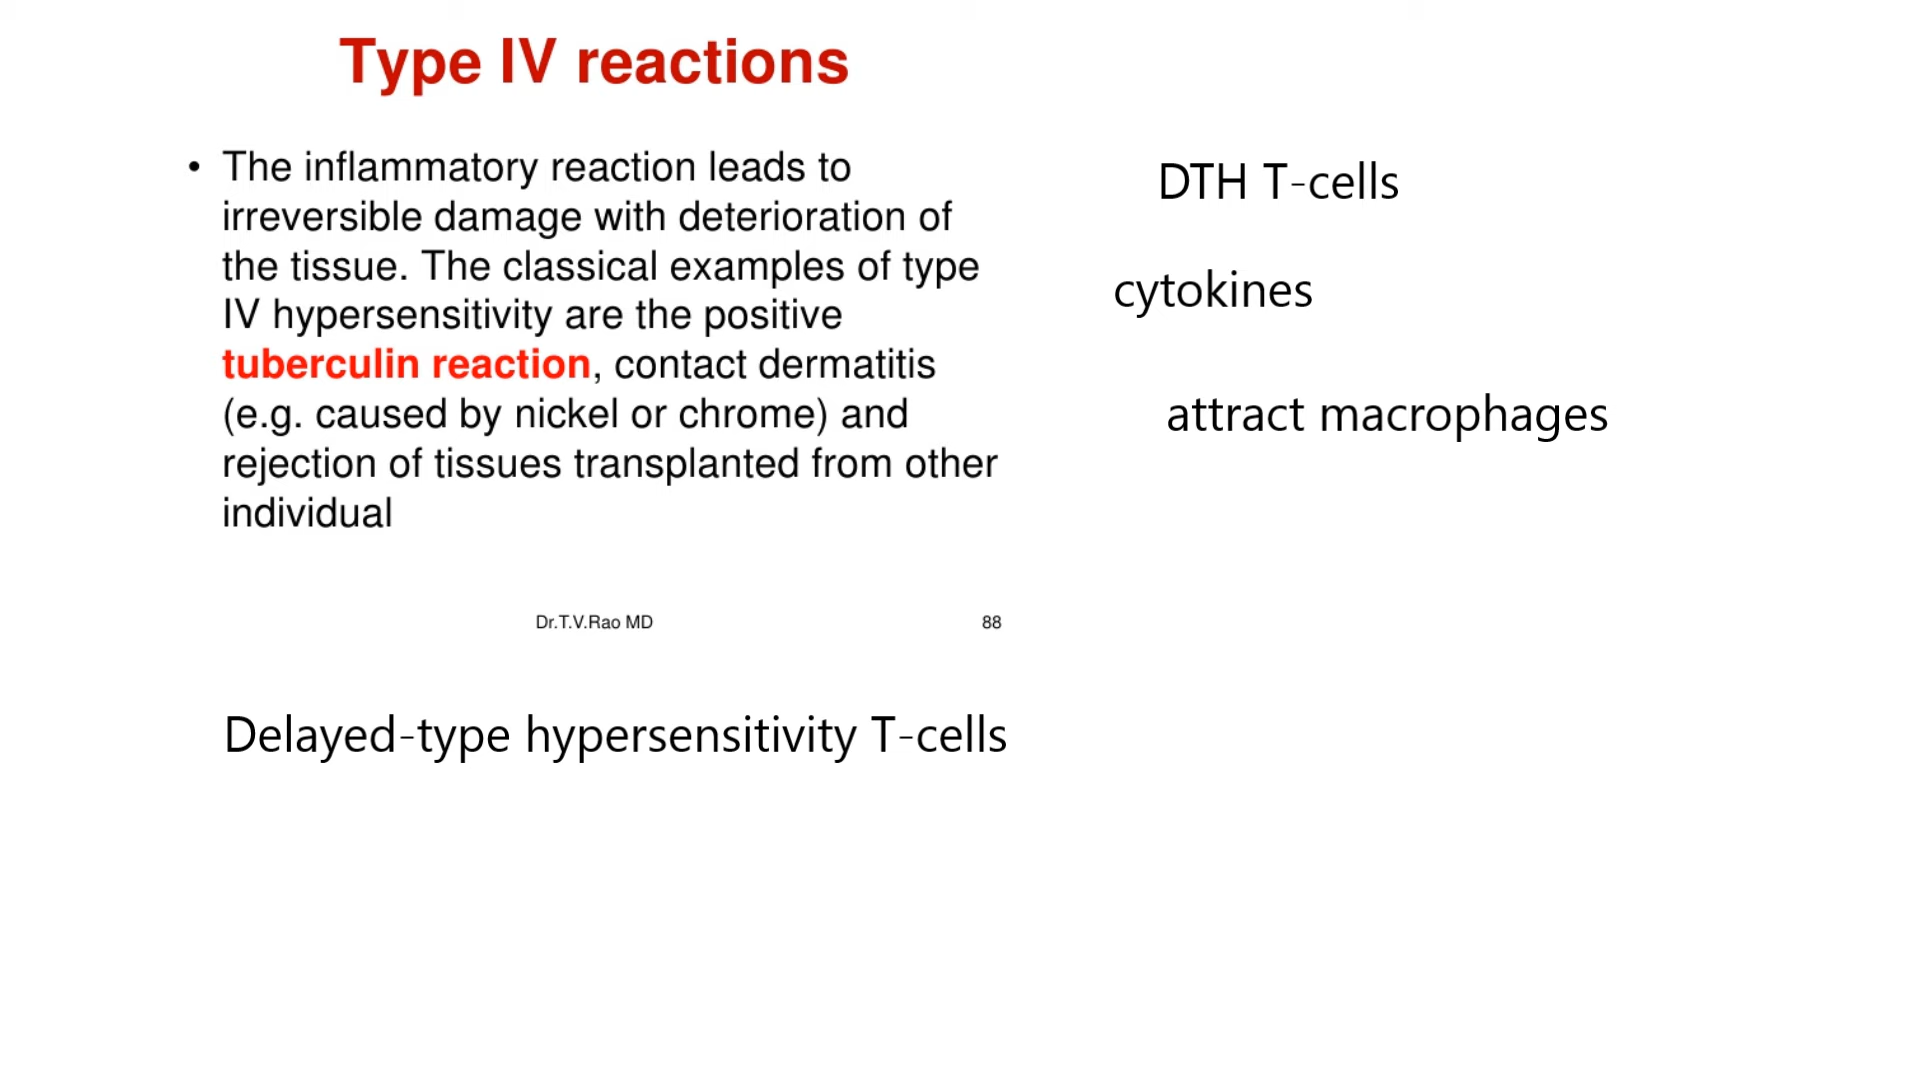 Type IV reactions
• The inflammatory reaction leads to
irreversible damage with deterioration of
the tissue. The classical examples of type
IV hypersensitivity are the positive
tuberculin reaction, contact dermatitis
(e.g. caused by nickel or chrome) and
rejection of tissues transplanted from other
individual
Dr.T.V.Rao MD
88
DTH T-cells
cytokines
attract macrophages
Delayed-type hypersensitivity T-cells